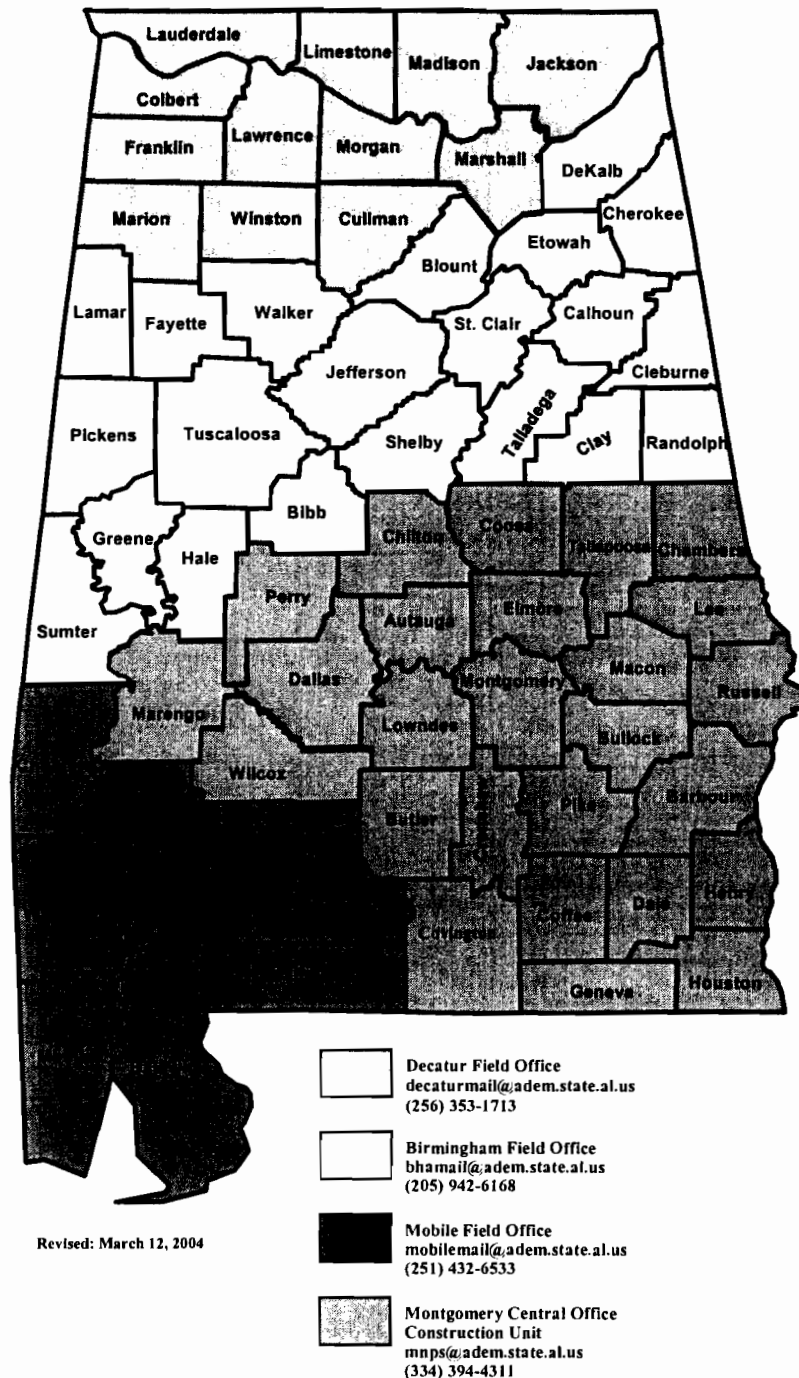 Lauderdale
Limestone
Madison
Jackson
Colbert
Lawrence
Franklin
Morgan
Marshall
DeKalb
Marion
Winston
Cullman
Cherokee
Blount
Etowah
Lamar
Fayette
Walker
St. Clair
Calhoun
Jefferson
Cleburne
Pickens
Tuscaloosa
Shelby
Talladega
Clay
Randolph
Bibb
Greene
Hale
Chilton
Coosa
Tallapoosa
Chambers
Perry
Autauga
Elmore
Lee
Sumter
Dallas
Macon
Marengo
Montgomery
Russell
Lowndes
Bullock
Wilcox
Butler
Pike
Barbour
Coffee
Dale
Henry
Covington
Geneva
Houston
Decatur Field Office
decaturmail@adem.state.al.us
(256) 353-1713
Birmingham Field Office
bhamail@adem.state.al.us
(205) 942-6168
Revised: March 12, 2004
Mobile Field Office
mobilemail@adem.state.al.us
(251) 432-6533
Montgomery Central Office
Construction Unit
mnps@adem.state.al.us
(334) 394-4311